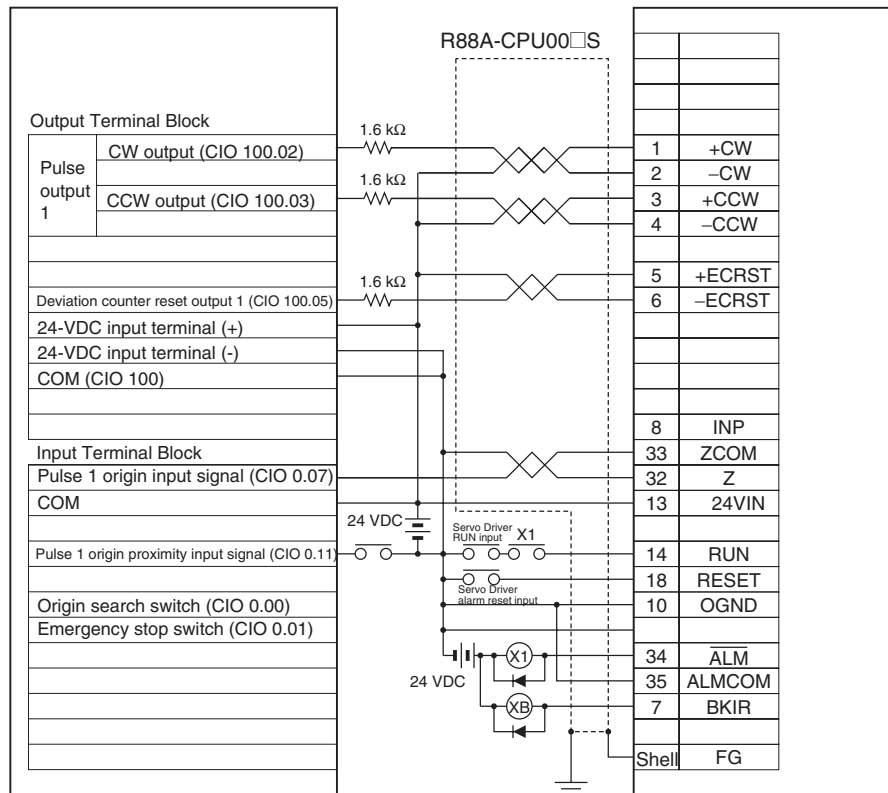 R88A-CPU00□S
Output Terminal Block
Pulse output 1
CW output (CIO 100.02)
CCW output (CIO 100.03)
Deviation counter reset output 1 (CIO 100.05)
24-VDC input terminal (+)
24-VDC input terminal (-)
COM (CIO 100)
Input Terminal Block
Pulse 1 origin input signal (CIO 0.07)
COM
Pulse 1 origin proximity input signal (CIO 0.11)
Origin search switch (CIO 0.00)
Emergency stop switch (CIO 0.01)
1.6 kΩ
1.6 kΩ
1.6 kΩ
24 VDC
Servo Driver
RUN input
X1
Servo Driver
alarm reset input
24 VDC
X1
XB
1 +CW
2 −CW
3 +CCW
4 −CCW
5 +ECRST
6 −ECRST
8 INP
33 ZCOM
32 Z
13 24VIN
14 RUN
18 RESET
10 OGND
34 ALM
35 ALMCOM
7 BKIR
Shell FG